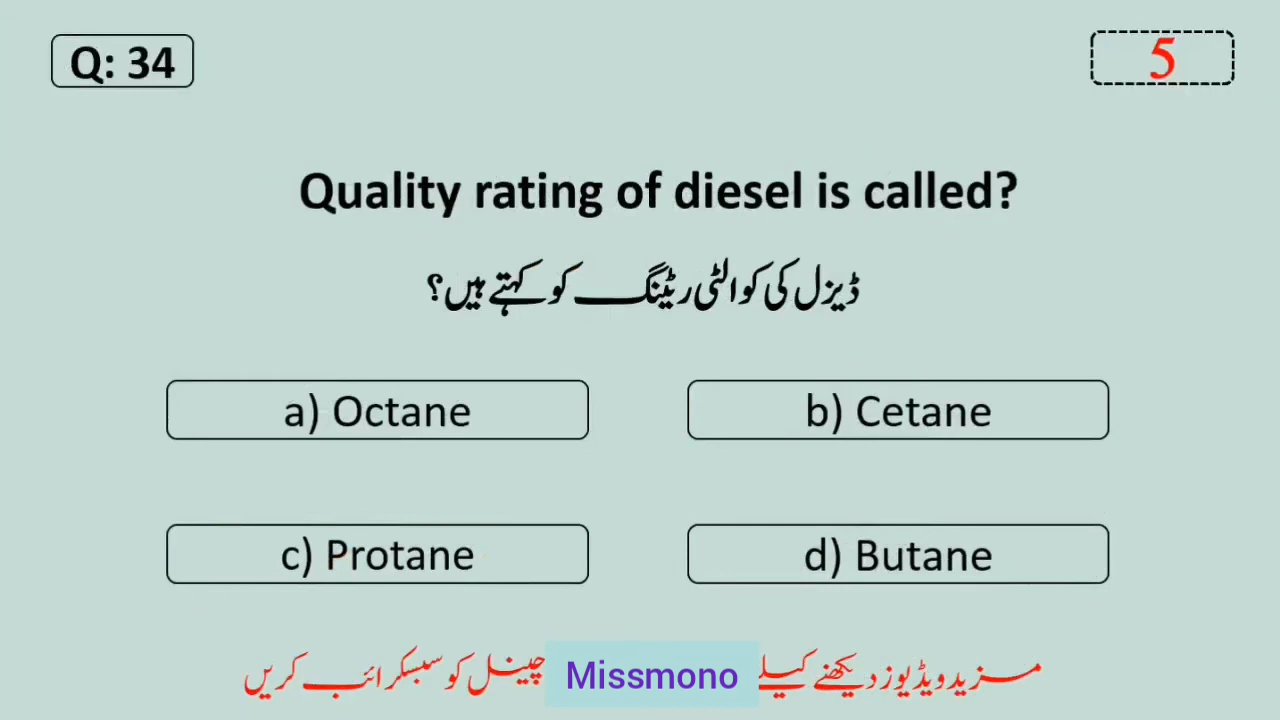 Q: 34
5
Quality rating of diesel is called?
ڈیزل کی کوالٹی ریٹنگ کو کہتے ہیں؟
a) Octane
b) Cetane
c) Protane
d) Butane
مزید ویڈیوز دیکھنے کیلے Missmono چینل کو سبسکرائب کریں